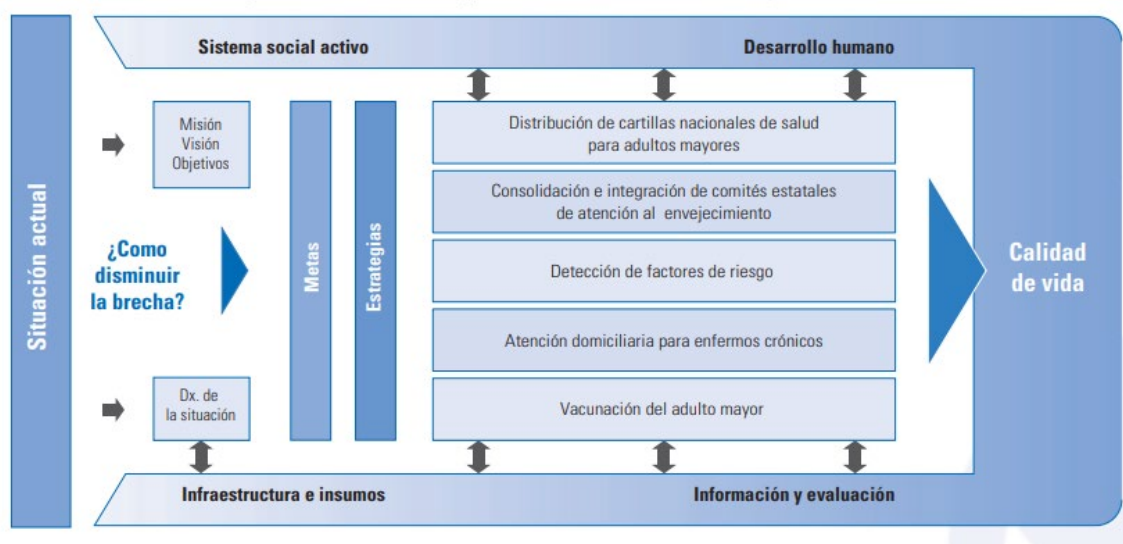 Situación actual
Sistema social activo
Desarrollo humano
Misión
Visión
Objetivos
¿Como
disminuir
la brecha?
Dx. de
la situación
Metas
Estrategias
Distribución de cartillas nacionales de salud
para adultos mayores
Consolidación e integración de comités estatales
de atención al envejecimiento
Detección de factores de riesgo
Atención domiciliaria para enfermos crónicos
Vacunación del adulto mayor
Calidad
de vida
Infraestructura e insumos
Información y evaluación